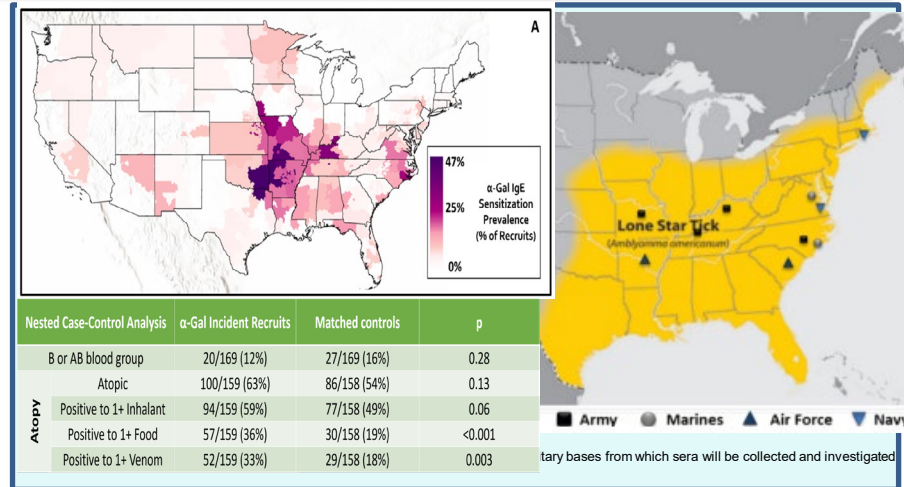 A
47%
25%
0%
α-Gal IgE
Sensitization
Prevalence
(% of Recruits)
Lone Star Tick
(Amblyomma americanum)
Army Marines Air Force Navy
Nested Case-Control Analysis α-Gal Incident Recruits Matched controls p
B or AB blood group 20/169 (12%) 27/169 (16%) 0.28
Atopy
Atopic 100/159 (63%) 86/158 (54%) 0.13
Positive to 1+ Inhalant 94/159 (59%) 77/158 (49%) 0.06
Positive to 1+ Food 57/159 (36%) 30/158 (19%) <0.001
Positive to 1+ Venom 52/159 (33%) 29/158 (18%) 0.003
tary bases from which sera will be collected and investigated